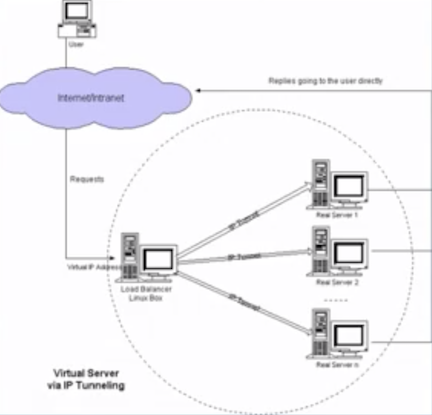 User
Internet/Intranet
Replies going to the user directly
Requests
IP Tunnel
Real Server 1
Virtual IP Address
IP Tunnel
Real Server 2
Load Balancer
Linux Box
IP Tunnel
.....
Real Server n
Virtual Server
via IP Tunneling